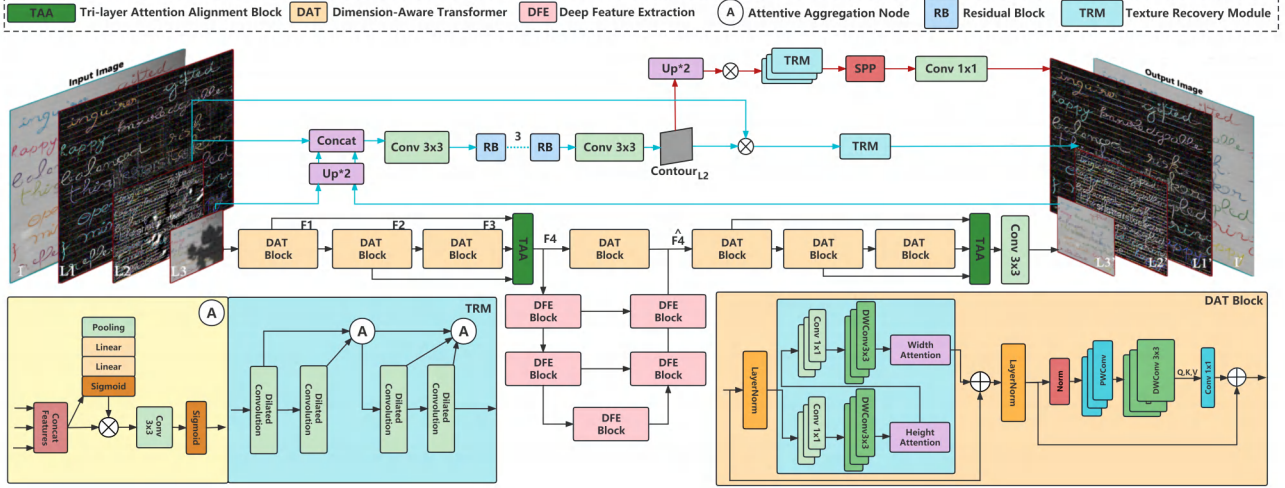 TAA Tri-layer Attention Alignment Block DAT Dimension-Aware Transformer DFE Deep Feature Extraction A Attentive Aggregation Node RB Residual Block TRM Texture Recovery Module
Input Image
Output Image
Up*2 TRM SPP Conv 1x1
Concat Conv 3x3 RB 3 RB Conv 3x3 TRM
Contour L2
Up*2
inquirer gifted
happy
L1 L2 L3
F1 F2 F3 F4 F̂4
DAT Block DAT Block DAT Block TAA DAT Block DAT Block DAT Block DAT Block TAA Conv 3x3
L3' L2' L1' I'
DFE Block DFE Block
DFE Block DFE Block
DFE Block
A
Pooling
Linear
Linear
Sigmoid
Concat Features Conv 3x3 Sigmoid
TRM
A A
Dilated Convolution Dilated Convolution Dilated Convolution Dilated Convolution
DAT Block
LayerNorm Conv 1x1 DWConv3x3 Width Attention LayerNorm Norm PWConv DWConv 3x3 Q,K,V Conv 1x1
Conv 1x1 DWConv3x3 Height Attention